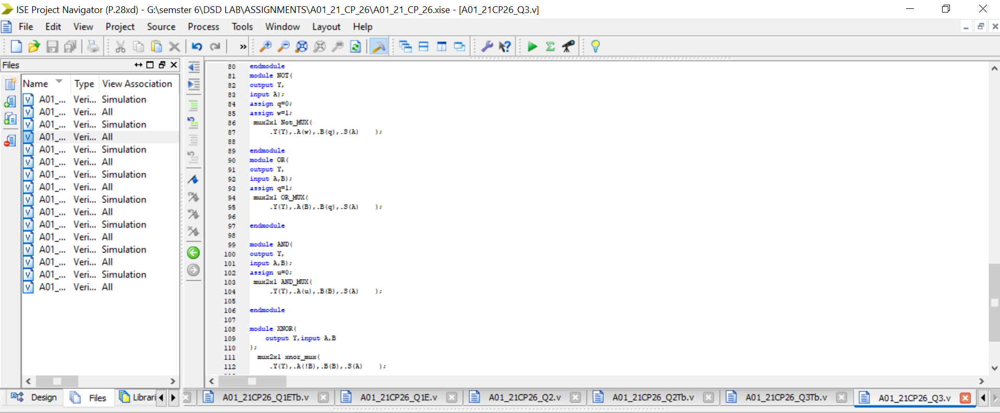 ISE Project Navigator (P.28xd) - G:\semster 6\DSD LAB\ASSIGNMENTS\A01_21_CP_26\A01_21_CP_26.xise - [A01_21CP26_Q3.v]
File Edit View Project Source Process Tools Window Layout Help
Files
Name Type View Association
A01_... Veri... Simulation
A01_... Veri... All
A01_... Veri... Simulation
A01_... Veri... All
A01_... Veri... Simulation
A01_... Veri... All
A01_... Veri... Simulation
A01_... Veri... All
A01_... Veri... Simulation
A01_... Veri... All
A01_... Veri... Simulation
A01_... Veri... All
A01_... Veri... Simulation
A01_... Veri... All
A01_... Veri... Simulation
A01_... Veri... All
80 endmodule
81 module NOT(
82 output Y,
83 input A);
84 assign q=0;
85 assign w=1;
86 mux2x1 Not_MUX(
87 .Y(Y),.A(w),.B(q),.S(A) );
88
89 endmodule
90 module OR(
91 output Y,
92 input A,B);
93 assign q=1;
94 mux2x1 OR_MUX(
95 .Y(Y),.A(B),.B(q),.S(A) );
96
97 endmodule
98
99 module AND(
100 output Y,
101 input A,B);
102 assign u=0;
103 mux2x1 AND_MUX(
104 .Y(Y),.A(u),.B(B),.S(A) );
105
106 endmodule
107
108 module XNOR(
109 output Y,input A,B
110 );
111 mux2x1 xnor_mux(
112 .Y(Y),.A(!B),.B(B),.S(A) );
Design Files Librari
A01_21CP26_Q1ETb.v A01_21CP26_Q1E.v A01_21CP26_Q2.v A01_21CP26_Q2Tb.v A01_21CP26_Q3Tb.v A01_21CP26_Q3.v